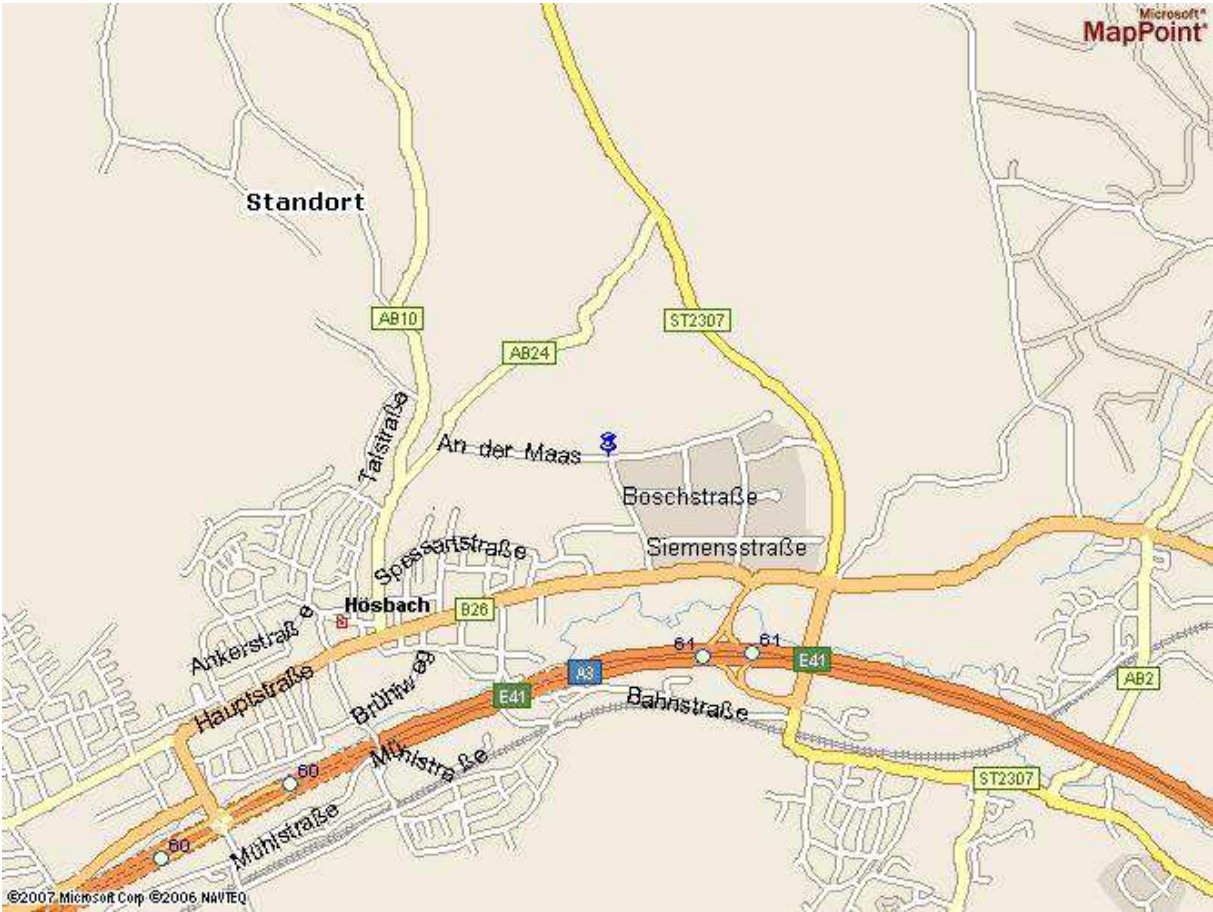 Microsoft®
MapPoint®
Standort
AB10
ST2307
AB24
Talstraße
An der Maas
Boschstraße
Siemensstraße
Spessartstraße
Hösbach
B26
Ankerstraße
61
61
E41
A3
E41
AB2
Hauptstraße
Brühlweg
Bahnstraße
Mühlstraße
60
ST2307
Mühlstraße
60
©2007 Microsoft Corp ©2006 NAVTEQ